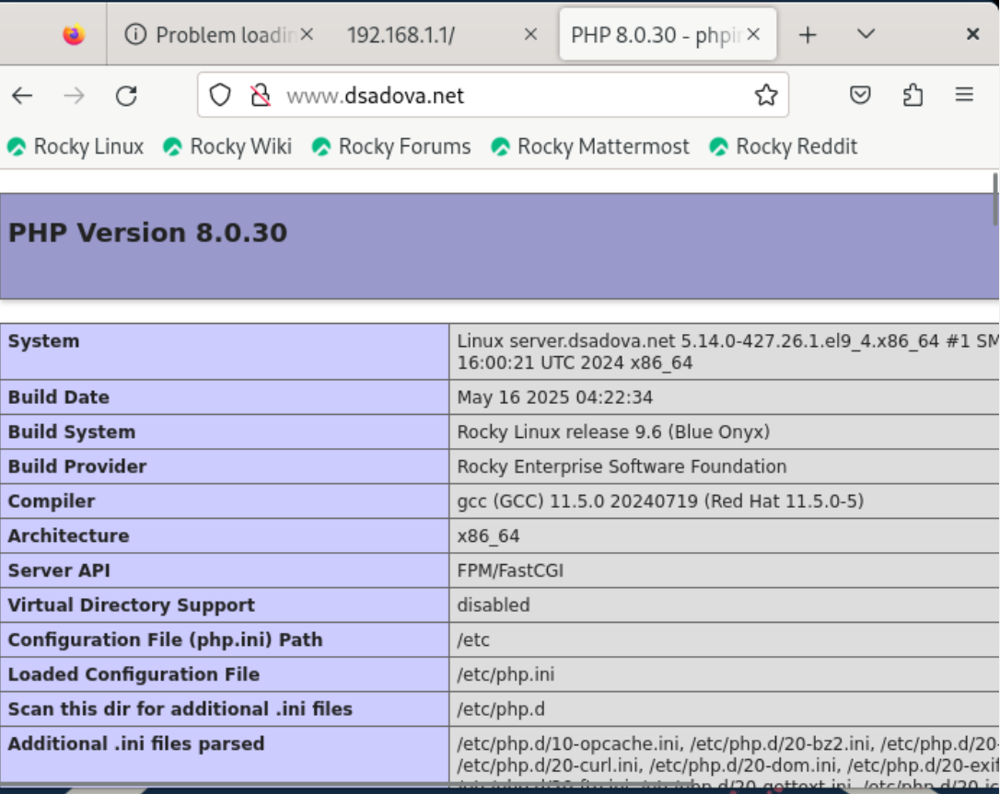 Problem loadin
192.168.1.1/
PHP 8.0.30 - phpin
www.dsadova.net
Rocky Linux Rocky Wiki Rocky Forums Rocky Mattermost Rocky Reddit
PHP Version 8.0.30
System Linux server.dsadova.net 5.14.0-427.26.1.el9_4.x86_64 #1 SM
16:00:21 UTC 2024 x86_64
Build Date May 16 2025 04:22:34
Build System Rocky Linux release 9.6 (Blue Onyx)
Build Provider Rocky Enterprise Software Foundation
Compiler gcc (GCC) 11.5.0 20240719 (Red Hat 11.5.0-5)
Architecture x86_64
Server API FPM/FastCGI
Virtual Directory Support disabled
Configuration File (php.ini) Path /etc
Loaded Configuration File /etc/php.ini
Scan this dir for additional .ini files /etc/php.d
Additional .ini files parsed /etc/php.d/10-opcache.ini, /etc/php.d/20-bz2.ini, /etc/php.d/20-
/etc/php.d/20-curl.ini, /etc/php.d/20-dom.ini, /etc/php.d/20-exif